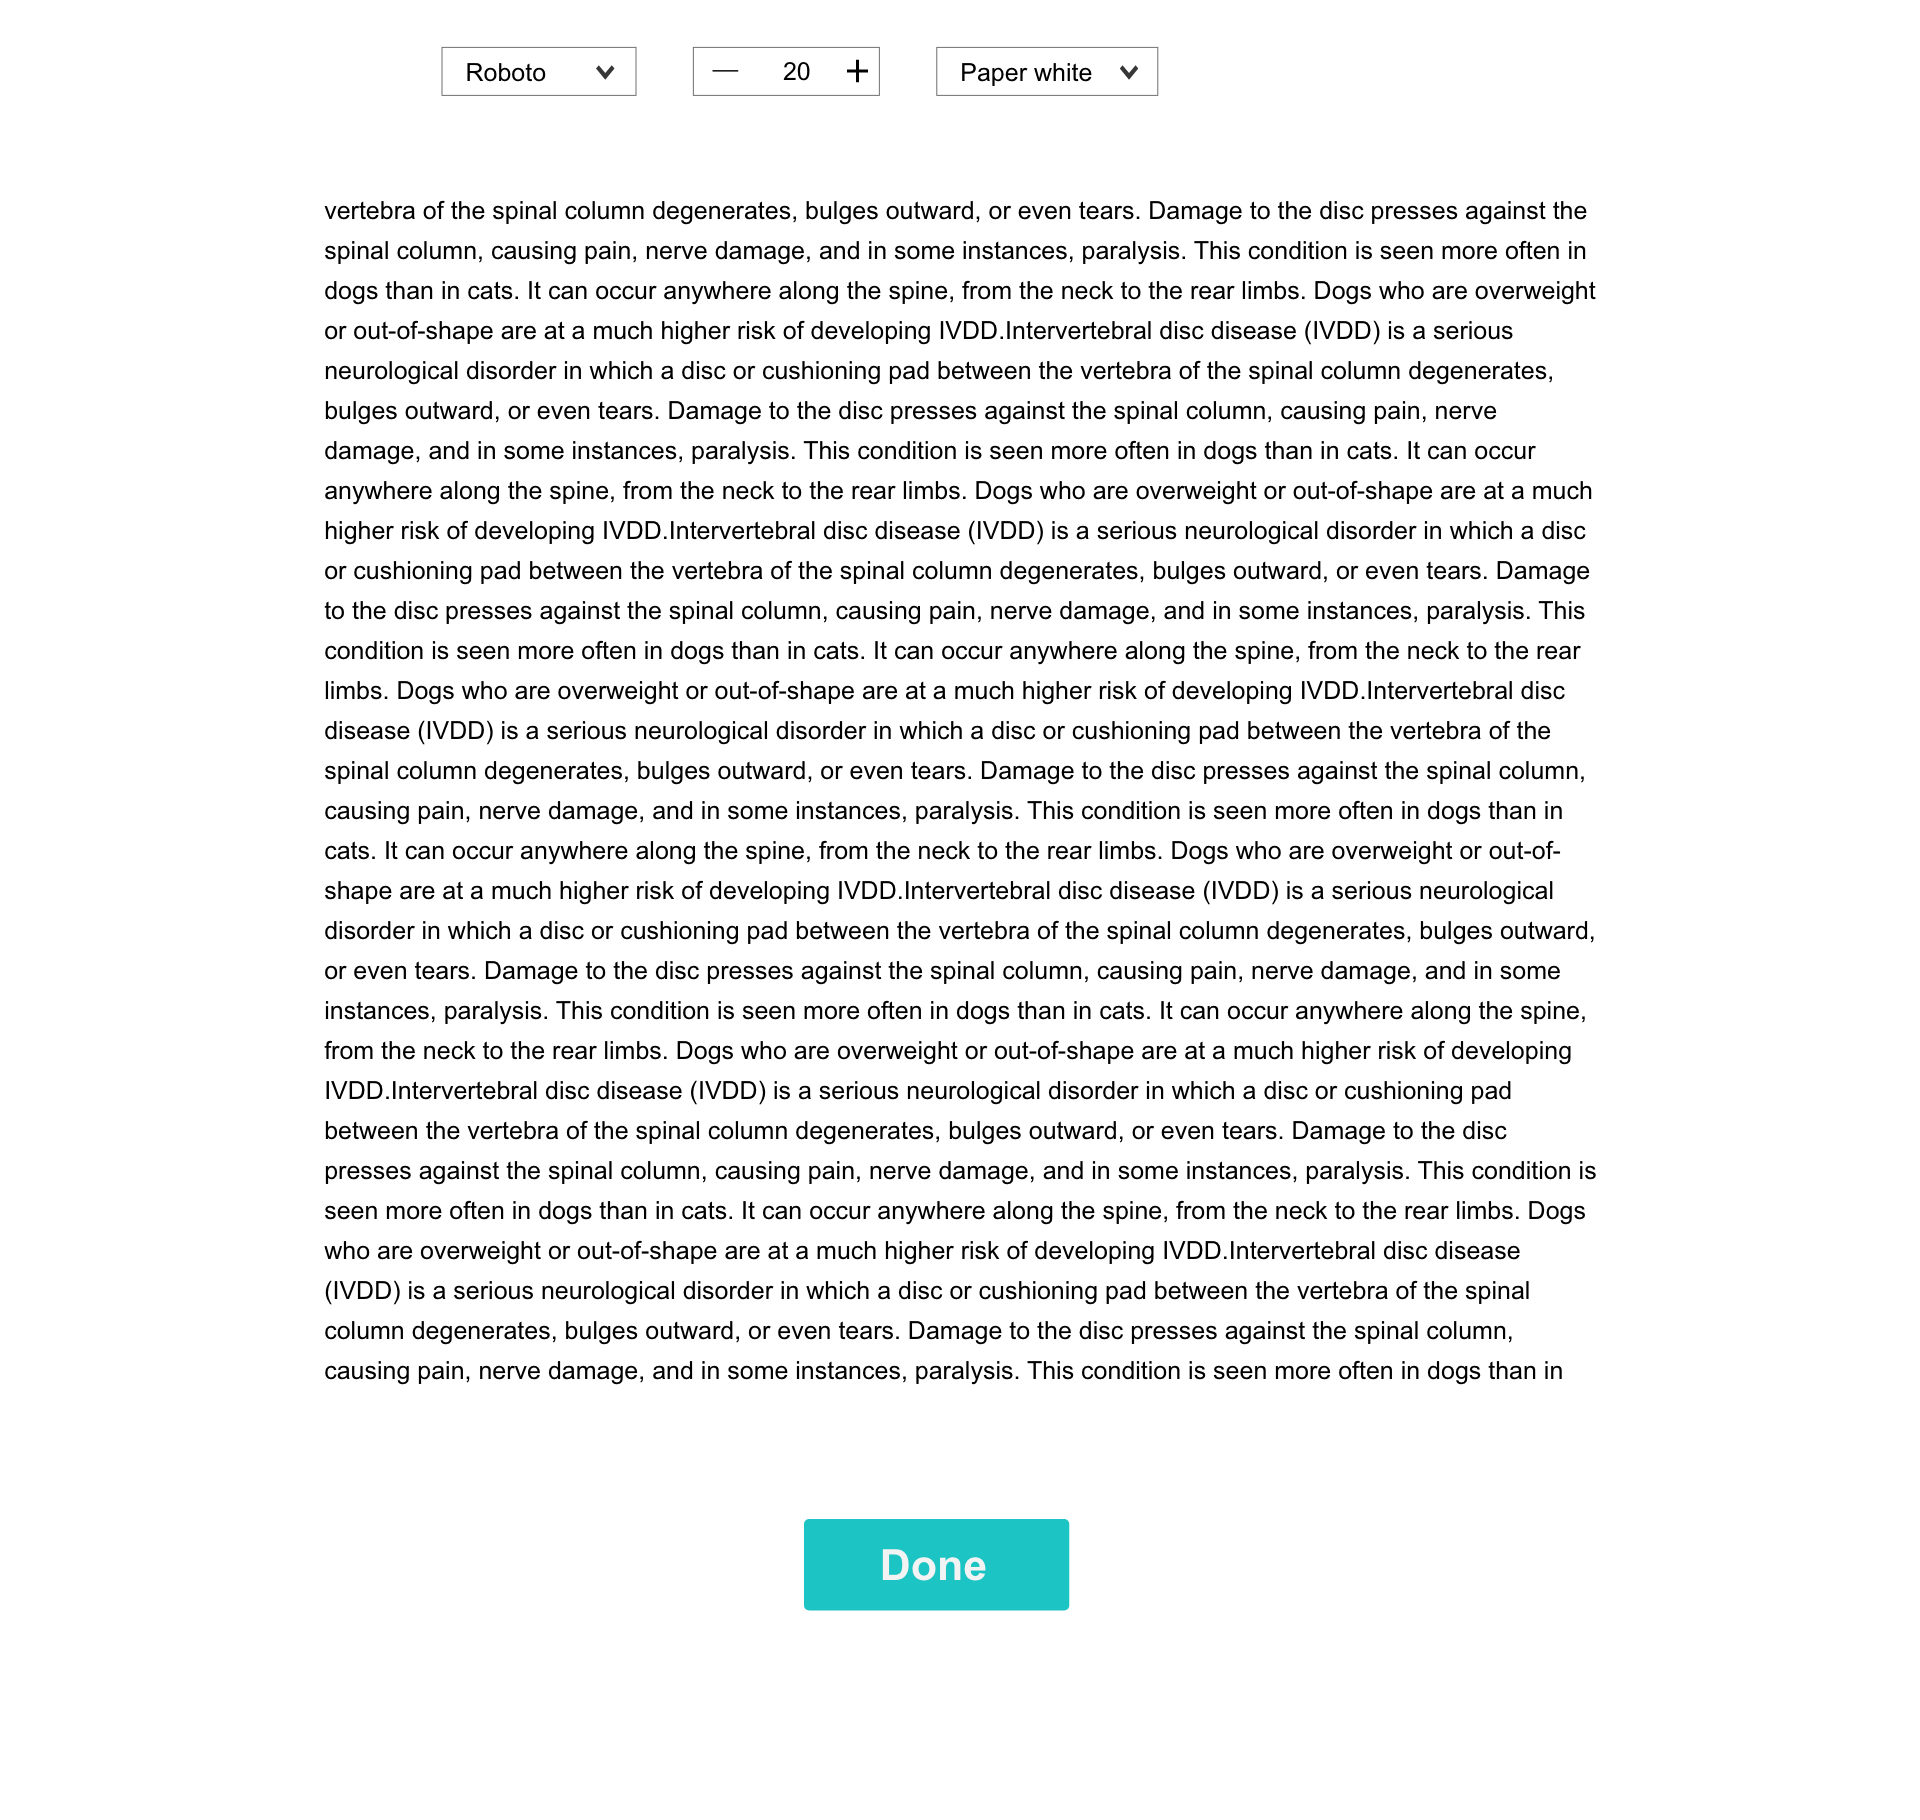 Roboto
20
Paper white
vertebra of the spinal column degenerates, bulges outward, or even tears. Damage to the disc presses against the
spinal column, causing pain, nerve damage, and in some instances, paralysis. This condition is seen more often in
dogs than in cats. It can occur anywhere along the spine, from the neck to the rear limbs. Dogs who are overweight
or out-of-shape are at a much higher risk of developing IVDD.Intervertebral disc disease (IVDD) is a serious
neurological disorder in which a disc or cushioning pad between the vertebra of the spinal column degenerates,
bulges outward, or even tears. Damage to the disc presses against the spinal column, causing pain, nerve
damage, and in some instances, paralysis. This condition is seen more often in dogs than in cats. It can occur
anywhere along the spine, from the neck to the rear limbs. Dogs who are overweight or out-of-shape are at a much
higher risk of developing IVDD.Intervertebral disc disease (IVDD) is a serious neurological disorder in which a disc
or cushioning pad between the vertebra of the spinal column degenerates, bulges outward, or even tears. Damage
to the disc presses against the spinal column, causing pain, nerve damage, and in some instances, paralysis. This
condition is seen more often in dogs than in cats. It can occur anywhere along the spine, from the neck to the rear
limbs. Dogs who are overweight or out-of-shape are at a much higher risk of developing IVDD.Intervertebral disc
disease (IVDD) is a serious neurological disorder in which a disc or cushioning pad between the vertebra of the
spinal column degenerates, bulges outward, or even tears. Damage to the disc presses against the spinal column,
causing pain, nerve damage, and in some instances, paralysis. This condition is seen more often in dogs than in
cats. It can occur anywhere along the spine, from the neck to the rear limbs. Dogs who are overweight or out-of-
shape are at a much higher risk of developing IVDD.Intervertebral disc disease (IVDD) is a serious neurological
disorder in which a disc or cushioning pad between the vertebra of the spinal column degenerates, bulges outward,
or even tears. Damage to the disc presses against the spinal column, causing pain, nerve damage, and in some
instances, paralysis. This condition is seen more often in dogs than in cats. It can occur anywhere along the spine,
from the neck to the rear limbs. Dogs who are overweight or out-of-shape are at a much higher risk of developing
IVDD.Intervertebral disc disease (IVDD) is a serious neurological disorder in which a disc or cushioning pad
between the vertebra of the spinal column degenerates, bulges outward, or even tears. Damage to the disc
presses against the spinal column, causing pain, nerve damage, and in some instances, paralysis. This condition is
seen more often in dogs than in cats. It can occur anywhere along the spine, from the neck to the rear limbs. Dogs
who are overweight or out-of-shape are at a much higher risk of developing IVDD.Intervertebral disc disease
(IVDD) is a serious neurological disorder in which a disc or cushioning pad between the vertebra of the spinal
column degenerates, bulges outward, or even tears. Damage to the disc presses against the spinal column,
causing pain, nerve damage, and in some instances, paralysis. This condition is seen more often in dogs than in
Done